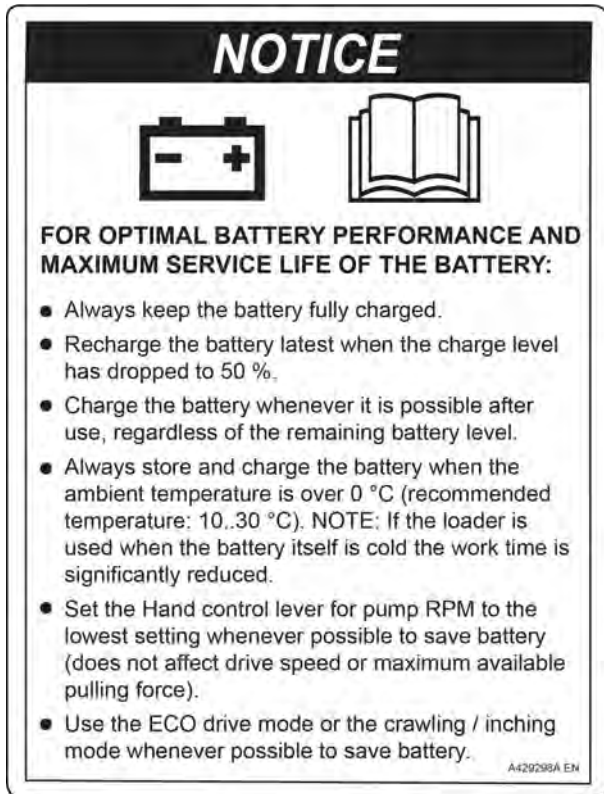 NOTICE
FOR OPTIMAL BATTERY PERFORMANCE AND
MAXIMUM SERVICE LIFE OF THE BATTERY:
● Always keep the battery fully charged.
● Recharge the battery latest when the charge level
has dropped to 50 %.
● Charge the battery whenever it is possible after
use, regardless of the remaining battery level.
● Always store and charge the battery when the
ambient temperature is over 0 °C (recommended
temperature: 10..30 °C). NOTE: If the loader is
used when the battery itself is cold the work time is
significantly reduced.
● Set the Hand control lever for pump RPM to the
lowest setting whenever possible to save battery
(does not affect drive speed or maximum available
pulling force).
● Use the ECO drive mode or the crawling / inching
mode whenever possible to save battery.
A429298A EN